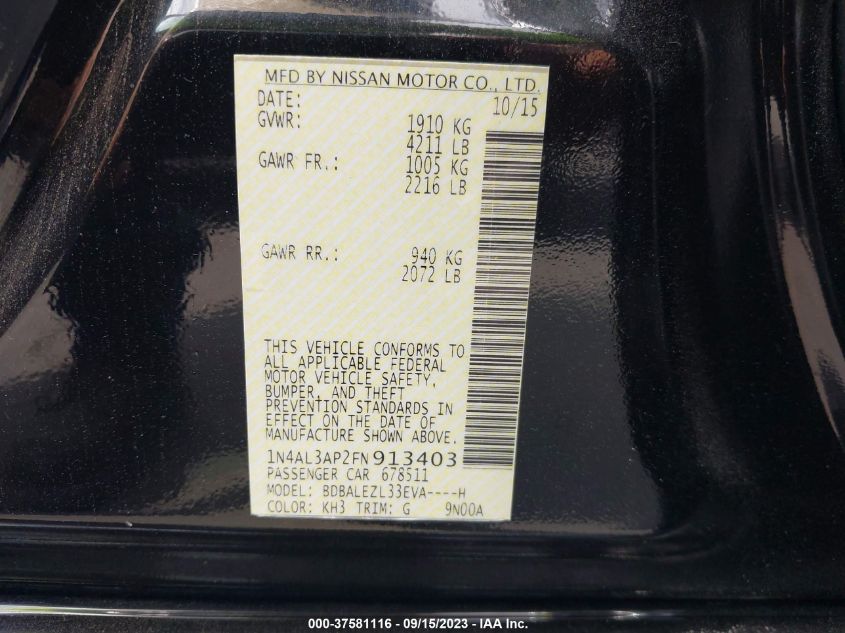 MFD BY NISSAN MOTOR CO., LTD.
DATE: 10/15
GVWR: 1910 KG
4211 LB
GAWR FR.: 1005 KG
2216 LB
GAWR RR.: 940 KG
2072 LB
THIS VEHICLE CONFORMS TO
ALL APPLICABLE FEDERAL
MOTOR VEHICLE SAFETY,
BUMPER, AND THEFT
PREVENTION STANDARDS IN
EFFECT ON THE DATE OF
MANUFACTURE SHOWN ABOVE.
1N4AL3AP2FN913403
PASSENGER CAR 678511
MODEL: BDBALEZL33EVA----H
COLOR: KH3 TRIM: G 9N00A
000-37581116 - 09/15/2023 - IAA Inc.